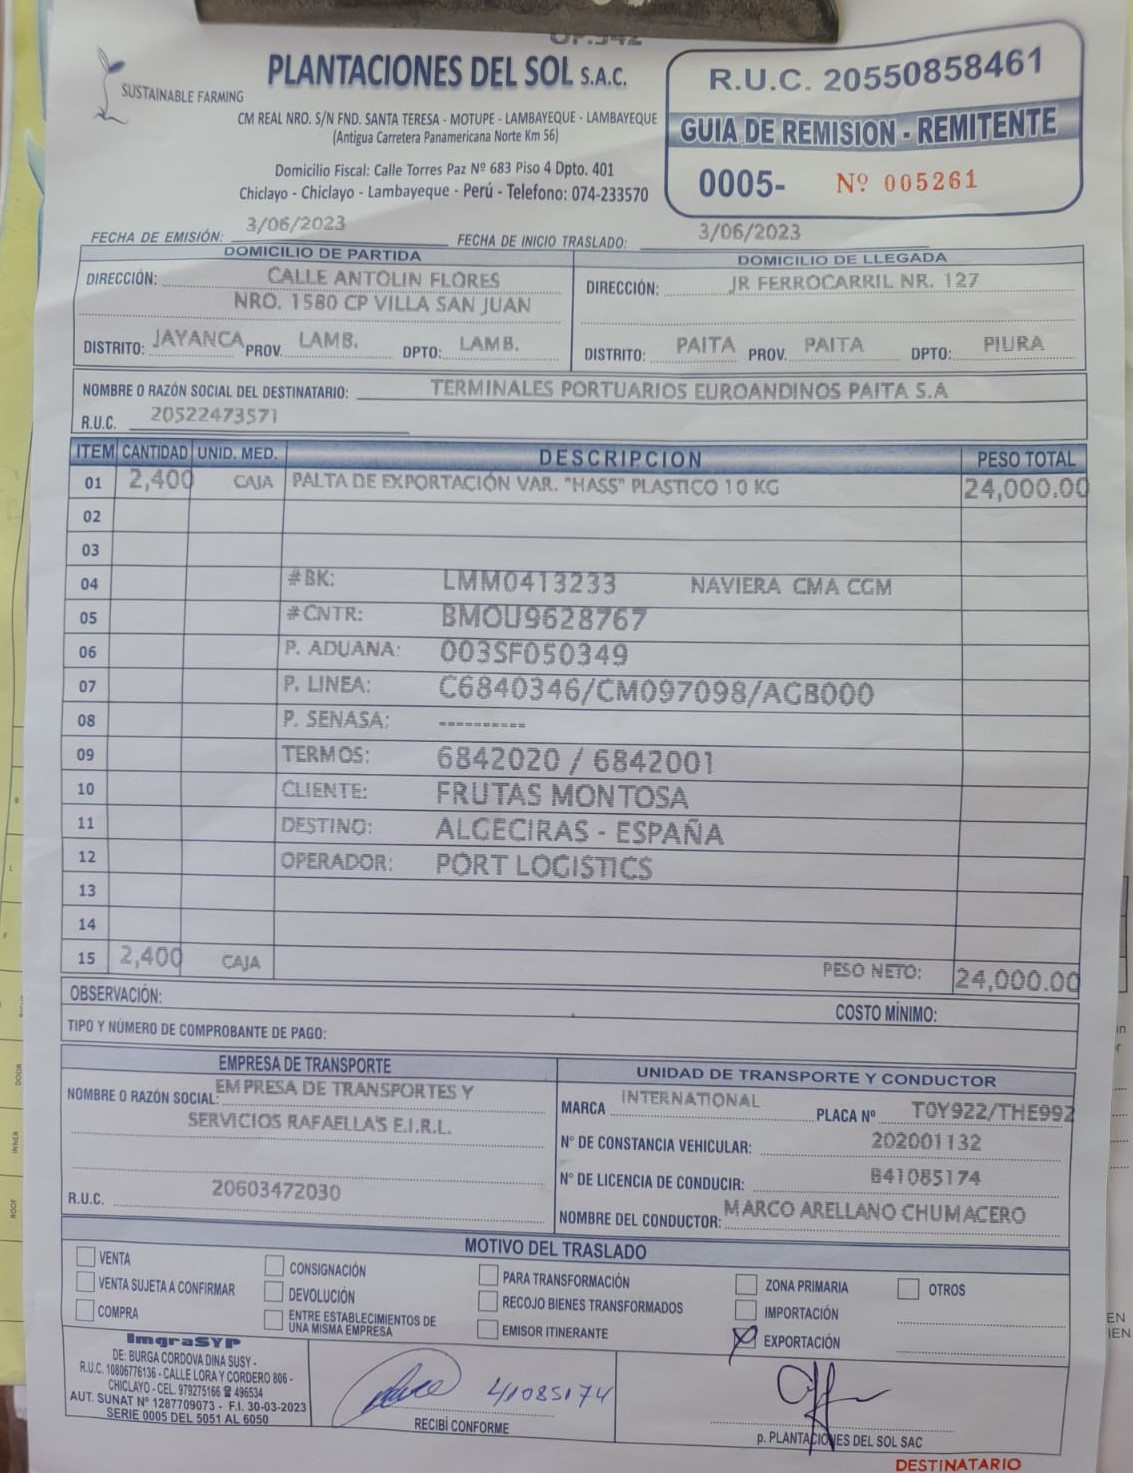 OP.542
SUSTAINABLE FARMING
PLANTACIONES DEL SOL S.A.C.
CM REAL NRO. S/N FND. SANTA TERESA - MOTUPE - LAMBAYEQUE - LAMBAYEQUE
(Antigua Carretera Panamericana Norte Km 56)
Domicilio Fiscal: Calle Torres Paz Nº 683 Piso 4 Dpto. 401
Chiclayo - Chiclayo - Lambayeque - Perú - Telefono: 074-233570
R.U.C. 20550858461
GUIA DE REMISION - REMITENTE
0005- Nº 005261
FECHA DE EMISIÓN: 3/06/2023 FECHA DE INICIO TRASLADO: 3/06/2023
DOMICILIO DE PARTIDA
DIRECCIÓN: CALLE ANTOLIN FLORES
NRO. 1580 CP VILLA SAN JUAN
DISTRITO: JAYANCA PROV. LAMB. DPTO: LAMB.
DOMICILIO DE LLEGADA
DIRECCIÓN: JR FERROCARRIL NR. 127
DISTRITO: PAITA PROV. PAITA DPTO: PIURA
NOMBRE O RAZÓN SOCIAL DEL DESTINATARIO: TERMINALES PORTUARIOS EUROANDINOS PAITA S.A
R.U.C. 20522473571
ITEM CANTIDAD UNID. MED. DESCRIPCION PESO TOTAL
01 2,400 CAJA PALTA DE EXPORTACIÓN VAR. "HASS" PLASTICO 10 KG 24,000.00
02
03
04 #BK: LMM0413233 NAVIERA CMA CGM
05 #CNTR: BMOU9628767
06 P. ADUANA: 003SF050349
07 P. LINEA: C6840346/CM097098/AGB000
08 P. SENASA: ----------
09 TERMOS: 6842020 / 6842001
10 CLIENTE: FRUTAS MONTOSA
11 DESTINO: ALGECIRAS - ESPAÑA
12 OPERADOR: PORT LOGISTICS
13
14
15 2,400 CAJA PESO NETO: 24,000.00
OBSERVACIÓN: COSTO MÍNIMO:
TIPO Y NÚMERO DE COMPROBANTE DE PAGO:
EMPRESA DE TRANSPORTE
NOMBRE O RAZÓN SOCIAL: EMPRESA DE TRANSPORTES Y
SERVICIOS RAFAELLAS E.I.R.L.
R.U.C. 20603472030
UNIDAD DE TRANSPORTE Y CONDUCTOR
MARCA INTERNATIONAL PLACA Nº T0Y922/THE992
Nº DE CONSTANCIA VEHICULAR: 202001132
Nº DE LICENCIA DE CONDUCIR: B41085174
NOMBRE DEL CONDUCTOR: MARCO ARELLANO CHUMACERO
MOTIVO DEL TRASLADO
VENTA
VENTA SUJETA A CONFIRMAR
COMPRA
CONSIGNACIÓN
DEVOLUCIÓN
ENTRE ESTABLECIMIENTOS DE
UNA MISMA EMPRESA
PARA TRANSFORMACIÓN
RECOJO BIENES TRANSFORMADOS
EMISOR ITINERANTE
ZONA PRIMARIA
IMPORTACIÓN
X EXPORTACIÓN
OTROS
ImgraSYP
DE: BURGA CORDOVA DINA SUSY -
R.U.C. 10806776136 - CALLE LORA Y CORDERO 806 -
CHICLAYO - CEL. 979275166 ☎ 496534
AUT. SUNAT Nº 1287709073 - F.I. 30-03-2023
SERIE 0005 DEL 5051 AL 6050
41085174
RECIBÍ CONFORME
p. PLANTACIONES DEL SOL SAC
DESTINATARIO
DOOR
INNER
ROOF